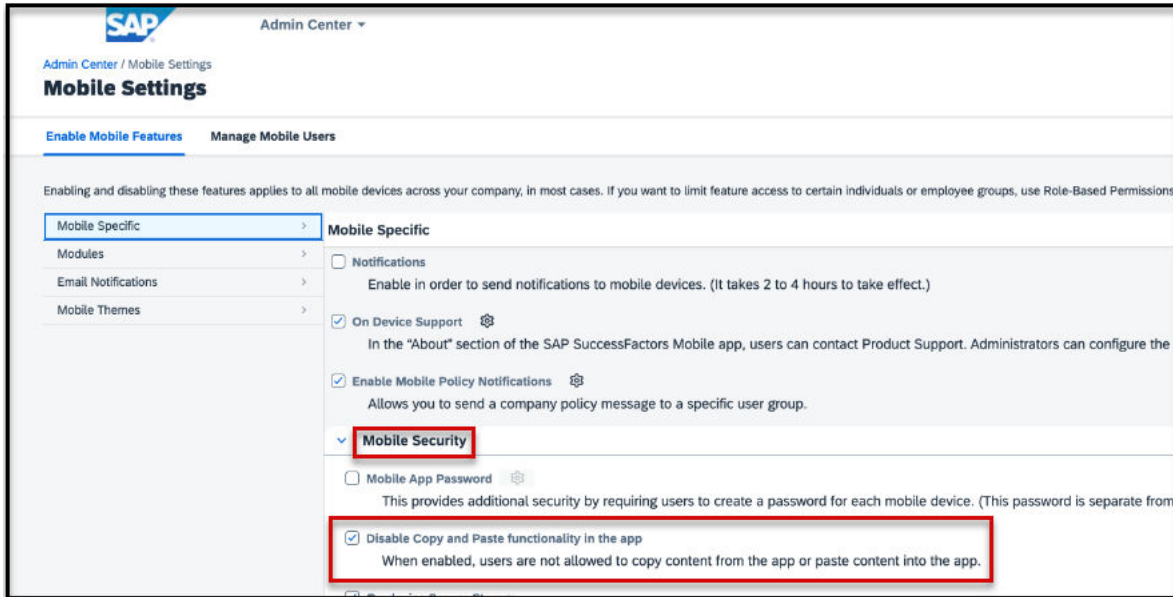 SAP
Admin Center
Admin Center / Mobile Settings
Mobile Settings
Enable Mobile Features Manage Mobile Users
Enabling and disabling these features applies to all mobile devices across your company, in most cases. If you want to limit feature access to certain individuals or employee groups, use Role-Based Permissions
Mobile Specific
Modules
Email Notifications
Mobile Themes
Mobile Specific
Notifications
Enable in order to send notifications to mobile devices. (It takes 2 to 4 hours to take effect.)
On Device Support
In the "About" section of the SAP SuccessFactors Mobile app, users can contact Product Support. Administrators can configure the
Enable Mobile Policy Notifications
Allows you to send a company policy message to a specific user group.
Mobile Security
Mobile App Password
This provides additional security by requiring users to create a password for each mobile device. (This password is separate from
Disable Copy and Paste functionality in the app
When enabled, users are not allowed to copy content from the app or paste content into the app.